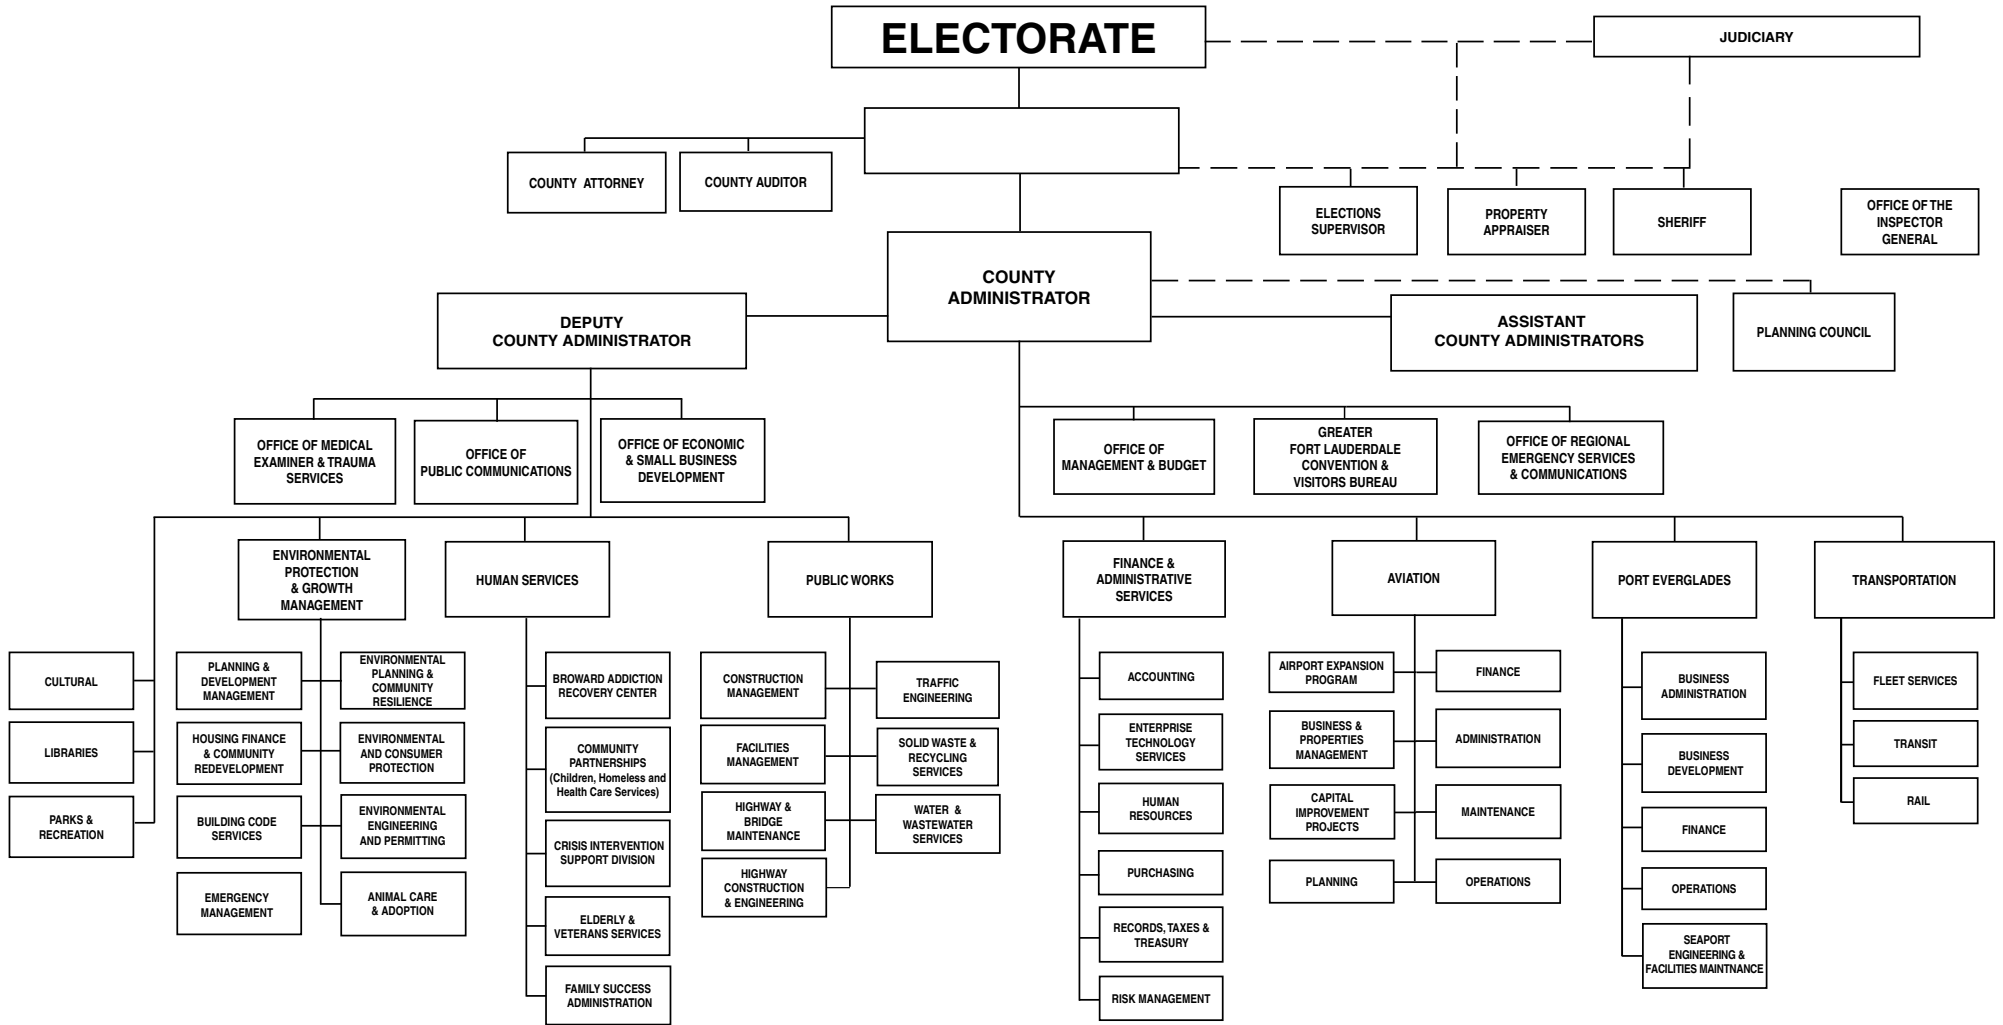 ELECTORATE
JUDICIARY
COUNTY ATTORNEY
COUNTY AUDITOR
ELECTIONS
SUPERVISOR
PROPERTY
APPRAISER
SHERIFF
OFFICE OF THE
INSPECTOR
GENERAL
COUNTY
ADMINISTRATOR
DEPUTY
COUNTY ADMINISTRATOR
ASSISTANT
COUNTY ADMINISTRATORS
PLANNING COUNCIL
OFFICE OF MEDICAL
EXAMINER & TRAUMA
SERVICES
OFFICE OF
PUBLIC COMMUNICATIONS
OFFICE OF ECONOMIC
& SMALL BUSINESS
DEVELOPMENT
OFFICE OF
MANAGEMENT & BUDGET
GREATER
FORT LAUDERDALE
CONVENTION &
VISITORS BUREAU
OFFICE OF REGIONAL
EMERGENCY SERVICES
& COMMUNICATIONS
ENVIRONMENTAL
PROTECTION
& GROWTH
MANAGEMENT
HUMAN SERVICES
PUBLIC WORKS
FINANCE &
ADMINISTRATIVE
SERVICES
AVIATION
PORT EVERGLADES
TRANSPORTATION
CULTURAL
LIBRARIES
PARKS &
RECREATION
PLANNING &
DEVELOPMENT
MANAGEMENT
HOUSING FINANCE
& COMMUNITY
REDEVELOPMENT
BUILDING CODE
SERVICES
EMERGENCY
MANAGEMENT
ENVIRONMENTAL
PLANNING &
COMMUNITY
RESILIENCE
ENVIRONMENTAL
AND CONSUMER
PROTECTION
ENVIRONMENTAL
ENGINEERING
AND PERMITTING
ANIMAL CARE
& ADOPTION
BROWARD ADDICTION
RECOVERY CENTER
COMMUNITY
PARTNERSHIPS
(Children, Homeless and
Health Care Services)
CRISIS INTERVENTION
SUPPORT DIVISION
ELDERLY &
VETERANS SERVICES
FAMILY SUCCESS
ADMINISTRATION
CONSTRUCTION
MANAGEMENT
FACILITIES
MANAGEMENT
HIGHWAY &
BRIDGE
MAINTENANCE
HIGHWAY
CONSTRUCTION
& ENGINEERING
TRAFFIC
ENGINEERING
SOLID WASTE &
RECYCLING
SERVICES
WATER &
WASTEWATER
SERVICES
ACCOUNTING
ENTERPRISE
TECHNOLOGY
SERVICES
HUMAN
RESOURCES
PURCHASING
RECORDS, TAXES &
TREASURY
RISK MANAGEMENT
AIRPORT EXPANSION
PROGRAM
BUSINESS &
PROPERTIES
MANAGEMENT
CAPITAL
IMPROVEMENT
PROJECTS
PLANNING
FINANCE
ADMINISTRATION
MAINTENANCE
OPERATIONS
BUSINESS
ADMINISTRATION
BUSINESS
DEVELOPMENT
FINANCE
OPERATIONS
SEAPORT
ENGINEERING &
FACILITIES MAINTNANCE
FLEET SERVICES
TRANSIT
RAIL